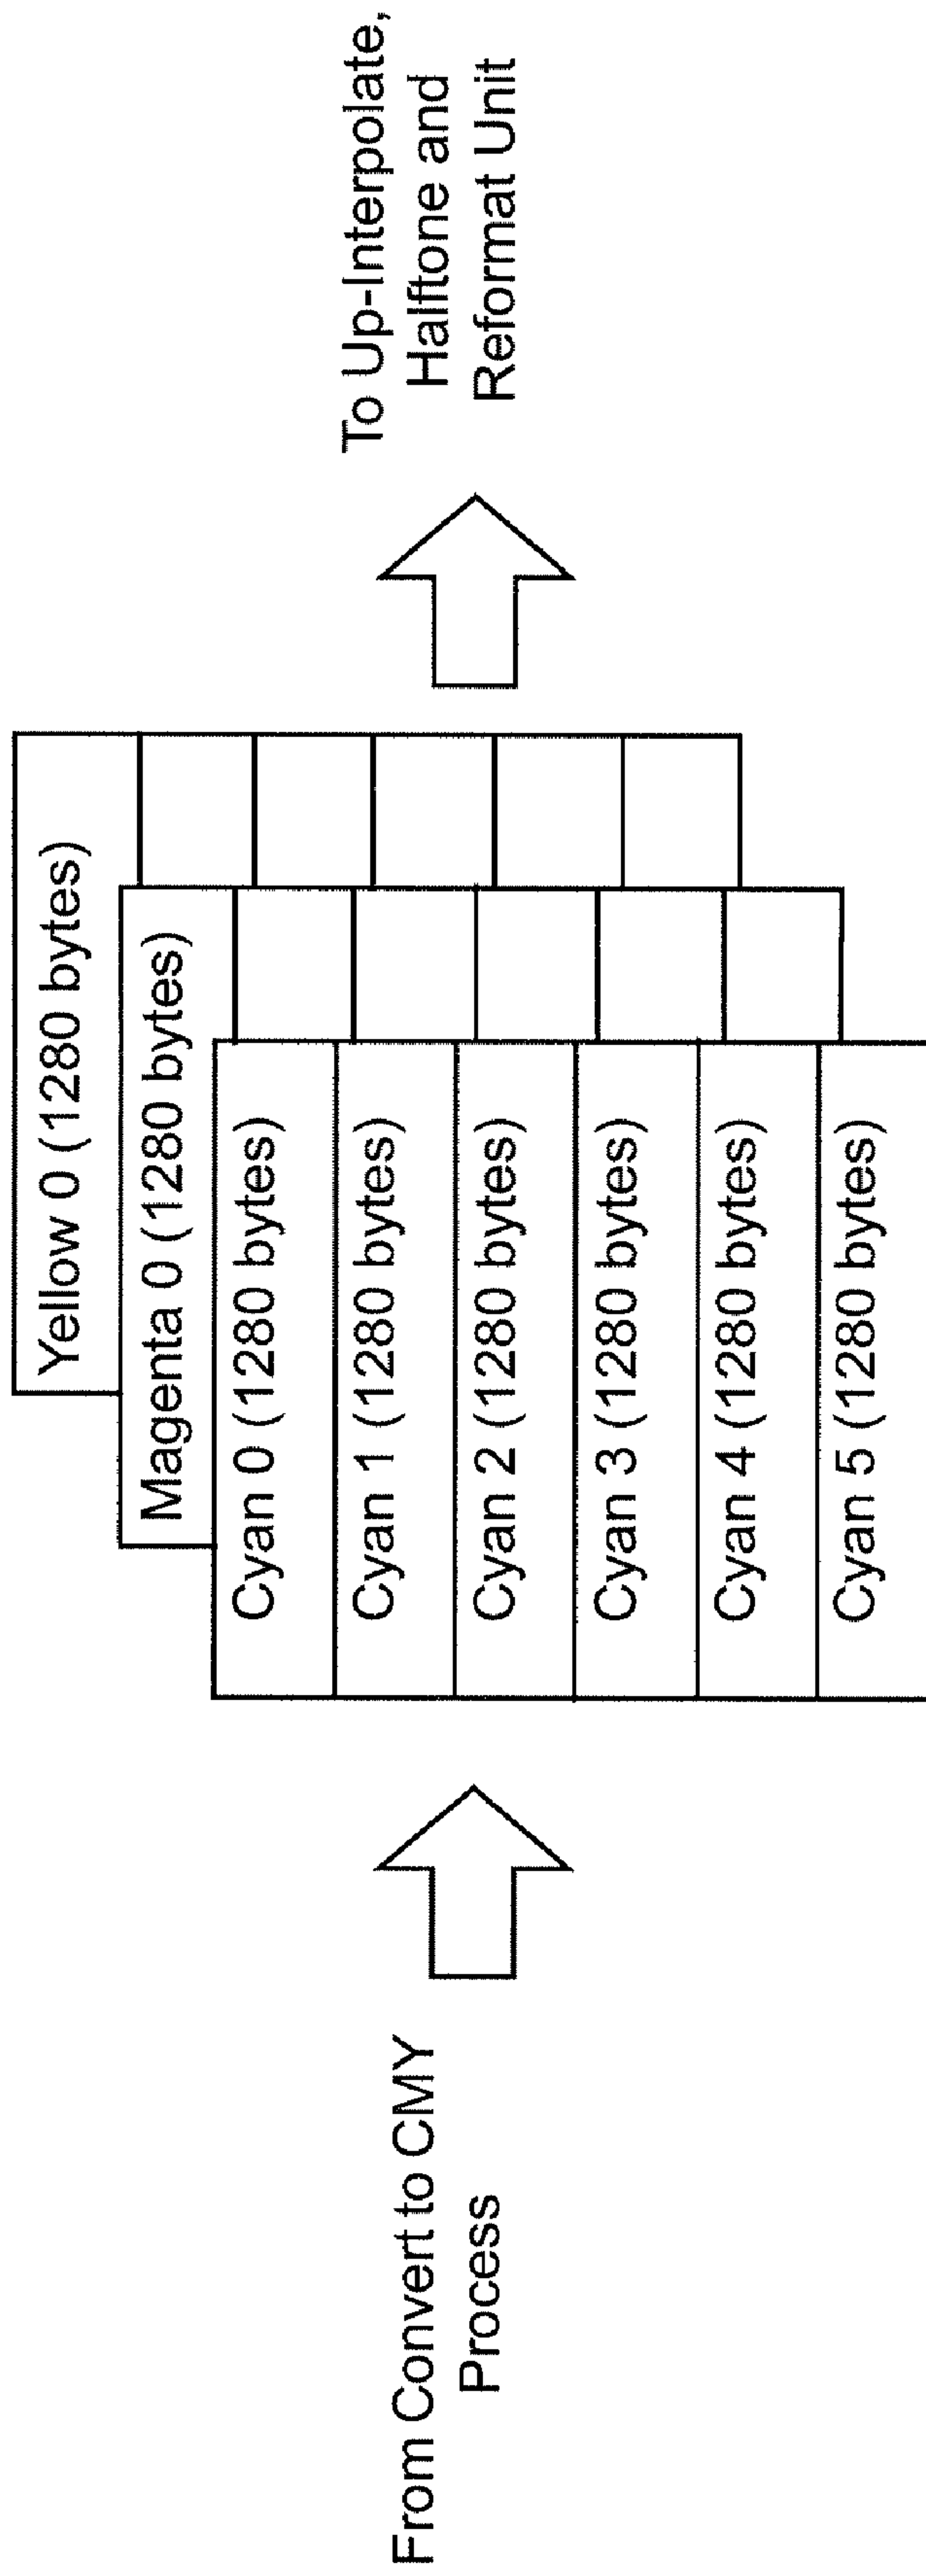 From Convert to CMY
Process
Yellow 0 (1280 bytes)
Magenta 0 (1280 bytes)
Cyan 0 (1280 bytes)
Cyan 1 (1280 bytes)
Cyan 2 (1280 bytes)
Cyan 3 (1280 bytes)
Cyan 4 (1280 bytes)
Cyan 5 (1280 bytes)
To Up-Interpolate,
Halftone and
Reformat Unit